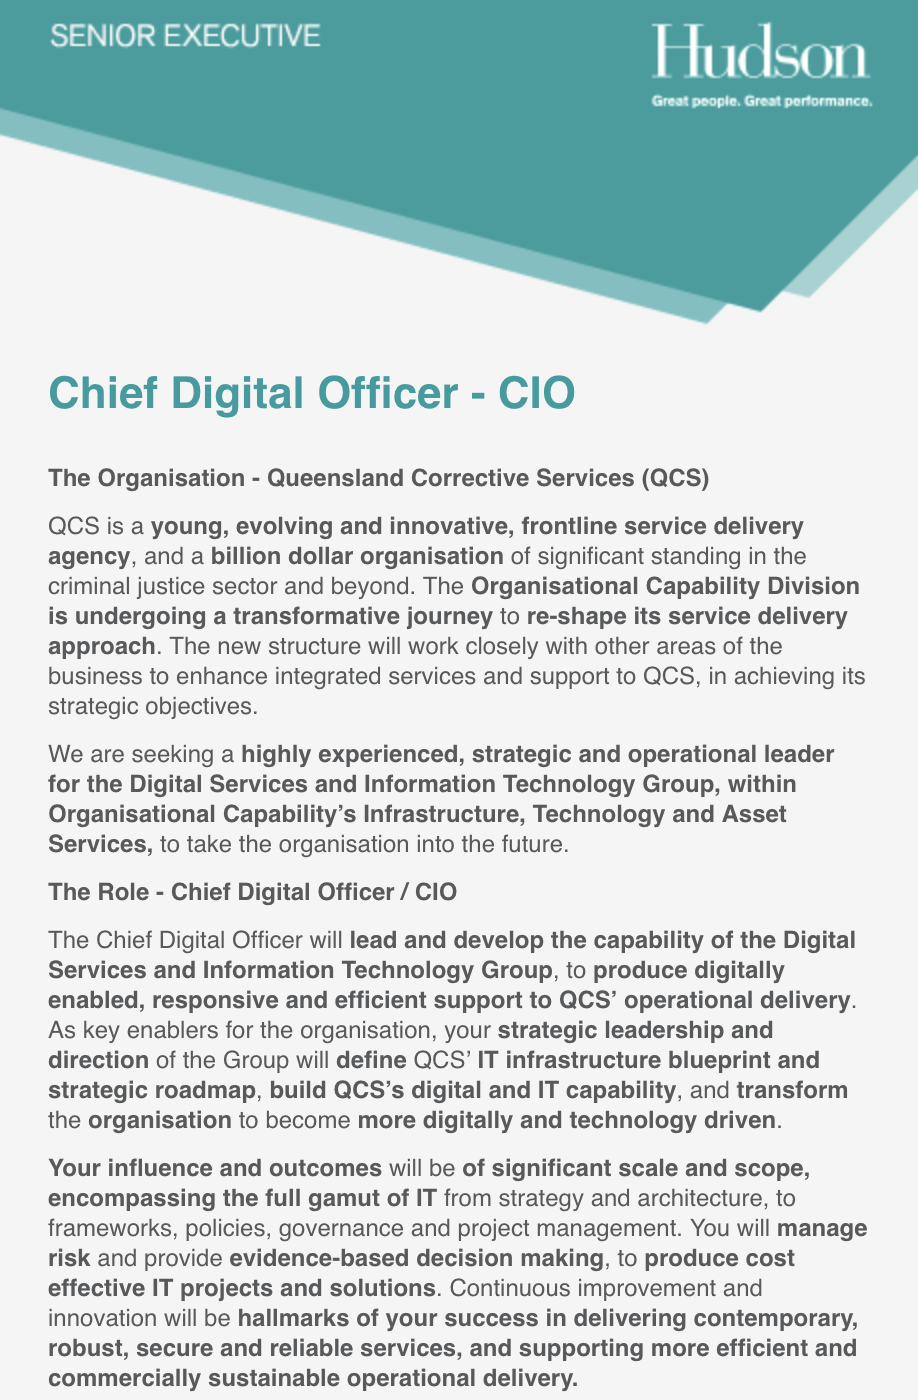 SENIOR EXECUTIVE
Hudson
Great people. Great performance.
Chief Digital Officer - CIO
The Organisation - Queensland Corrective Services (QCS)
QCS is a young, evolving and innovative, frontline service delivery
agency, and a billion dollar organisation of significant standing in the
criminal justice sector and beyond. The Organisational Capability Division
is undergoing a transformative journey to re-shape its service delivery
approach. The new structure will work closely with other areas of the
business to enhance integrated services and support to QCS, in achieving its
strategic objectives.
We are seeking a highly experienced, strategic and operational leader
for the Digital Services and Information Technology Group, within
Organisational Capability’s Infrastructure, Technology and Asset
Services, to take the organisation into the future.
The Role - Chief Digital Officer / CIO
The Chief Digital Officer will lead and develop the capability of the Digital
Services and Information Technology Group, to produce digitally
enabled, responsive and efficient support to QCS’ operational delivery.
As key enablers for the organisation, your strategic leadership and
direction of the Group will define QCS’ IT infrastructure blueprint and
strategic roadmap, build QCS’s digital and IT capability, and transform
the organisation to become more digitally and technology driven.
Your influence and outcomes will be of significant scale and scope,
encompassing the full gamut of IT from strategy and architecture, to
frameworks, policies, governance and project management. You will manage
risk and provide evidence-based decision making, to produce cost
effective IT projects and solutions. Continuous improvement and
innovation will be hallmarks of your success in delivering contemporary,
robust, secure and reliable services, and supporting more efficient and
commercially sustainable operational delivery.